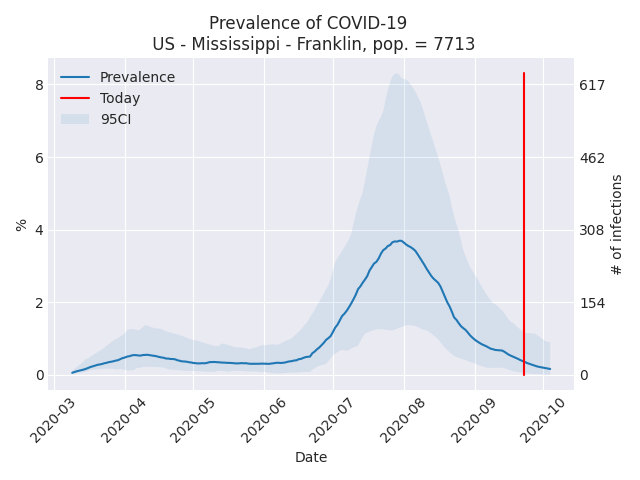 Prevalence of COVID-19
US - Mississippi - Franklin, pop. = 7713
Prevalence
Today
95CI
8
6
4
2
0
%
617
462
308
154
0
# of infections
2020-03
2020-04
2020-05
2020-06
2020-07
2020-08
2020-09
2020-10
Date